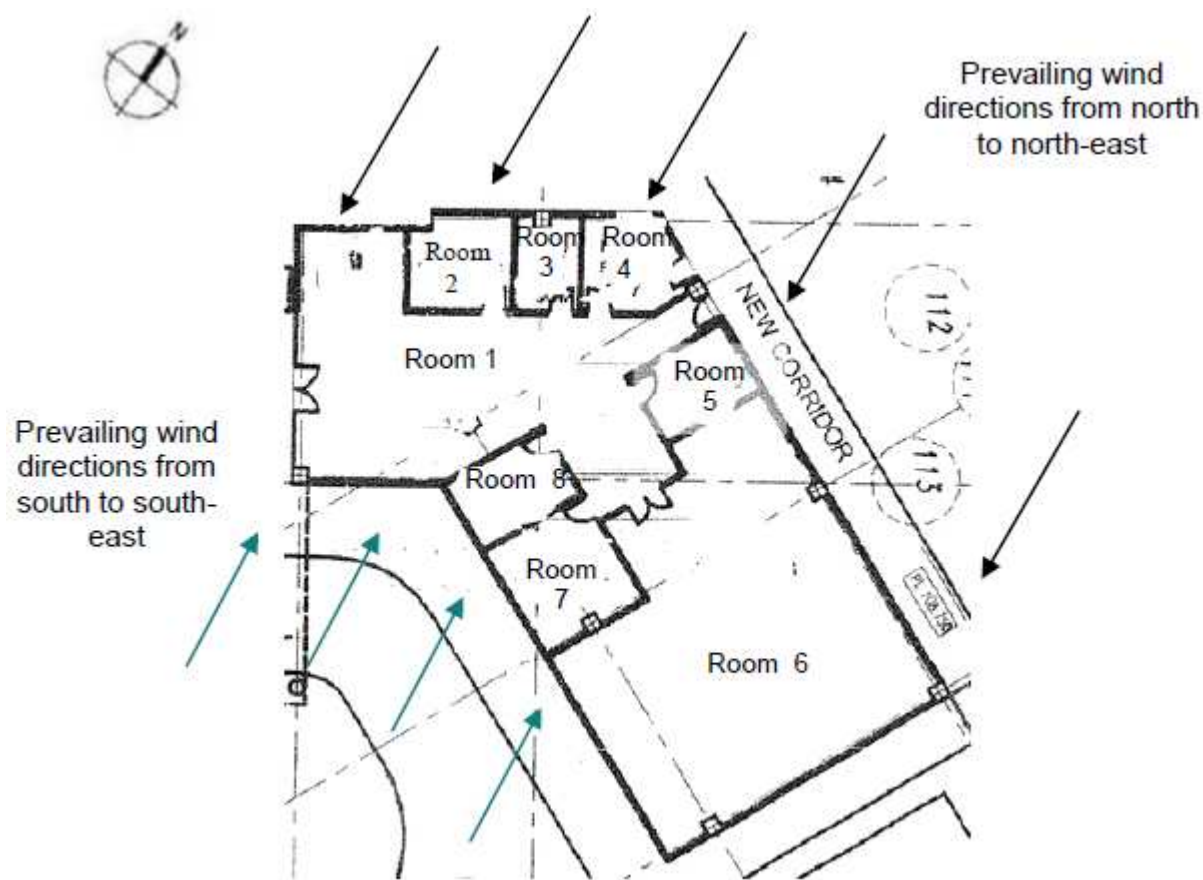 N
Prevailing wind
directions from north
to north-east
Room
2
Room
3
Room
4
NEW CORRIDOR
112
Room 1
Room
5
Prevailing wind
directions from
south to south-
east
Room 8
113
Room
7
Room 6